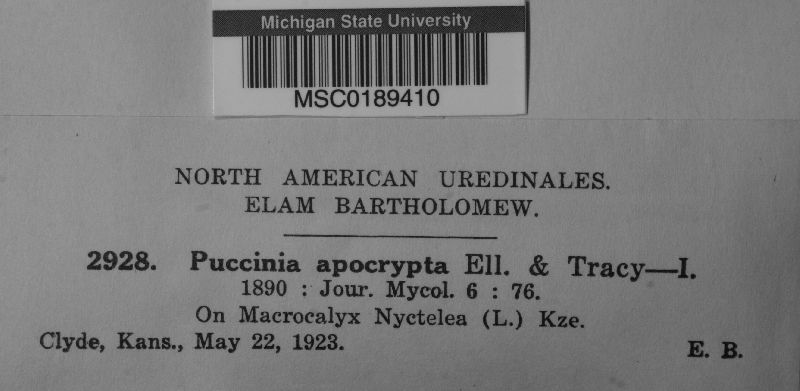 Michigan State University
MSC0189410
NORTH AMERICAN UREDINALES.
ELAM BARTHOLOMEW.
2928. Puccinia apocrypta Ell. & Tracy—I.
1890 : Jour. Mycol. 6 : 76.
On Macrocalyx Nyctelea (L.) Kze.
Clyde, Kans., May 22, 1923. E. B.